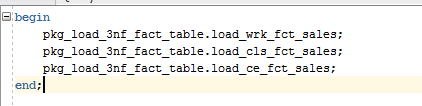 begin
pkg_load_3nf_fact_table.load_wrk_fct_sales;
pkg_load_3nf_fact_table.load_cls_fct_sales;
pkg_load_3nf_fact_table.load_ce_fct_sales;
end;